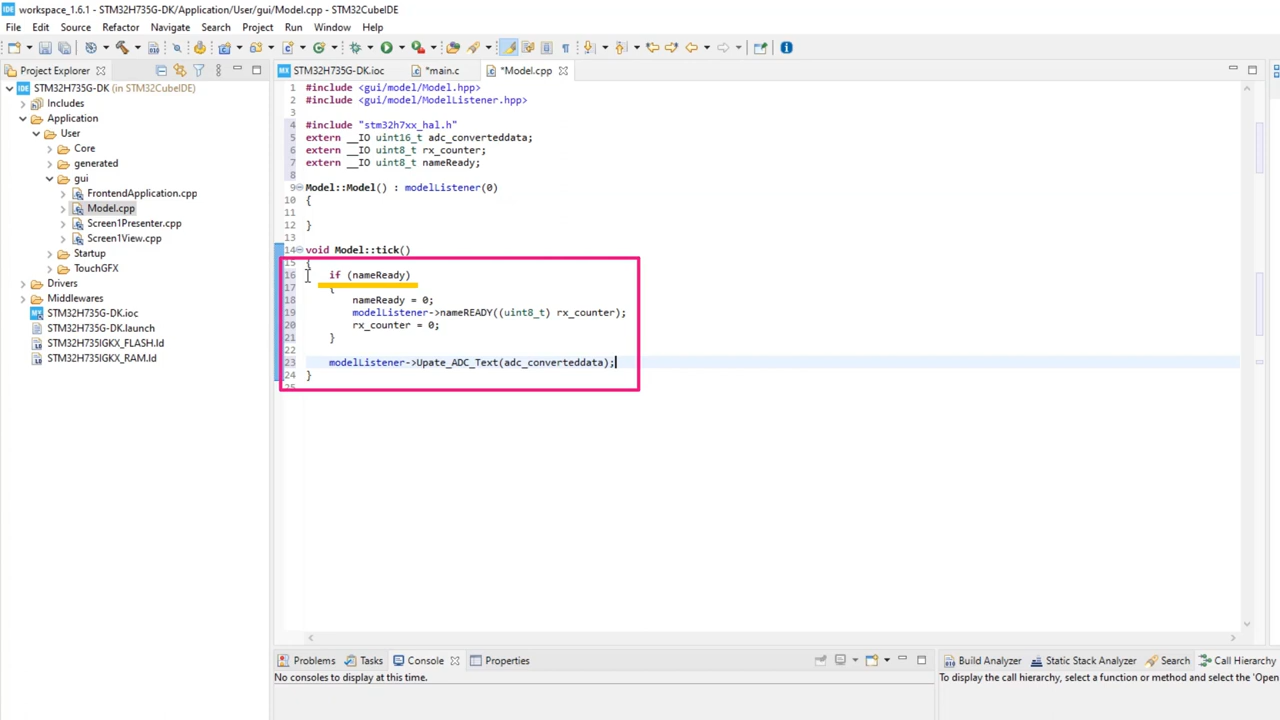 workspace_1.6.1 - STM32H735G-DK/Application/User/gui/Model.cpp - STM32CubeIDE
File Edit Source Refactor Navigate Search Project Run Window Help
Project Explorer
STM32H735G-DK (in STM32CubeIDE)
Includes
Application
User
Core
generated
gui
FrontendApplication.cpp
Model.cpp
Screen1Presenter.cpp
Screen1View.cpp
Startup
TouchGFX
Drivers
Middlewares
STM32H735G-DK.ioc
STM32H735G-DK.launch
STM32H735IGKX_FLASH.ld
STM32H735IGKX_RAM.ld
STM32H735G-DK.ioc *main.c *Model.cpp
1 #include <gui/model/Model.hpp>
2 #include <gui/model/ModelListener.hpp>
3
4 #include "stm32h7xx_hal.h"
5 extern __IO uint16_t adc_converteddata;
6 extern __IO uint8_t rx_counter;
7 extern __IO uint8_t nameReady;
8
9 Model::Model() : modelListener(0)
10 {
11
12 }
13
14 void Model::tick()
15 {
16 if (nameReady)
17 {
18 nameReady = 0;
19 modelListener->nameREADY((uint8_t) rx_counter);
20 rx_counter = 0;
21 }
22
23 modelListener->Upate_ADC_Text(adc_converteddata);
24 }
25
Problems Tasks Console Properties
No consoles to display at this time.
Build Analyzer Static Stack Analyzer Search Call Hierarchy
To display the call hierarchy, select a function or method and select the 'Open